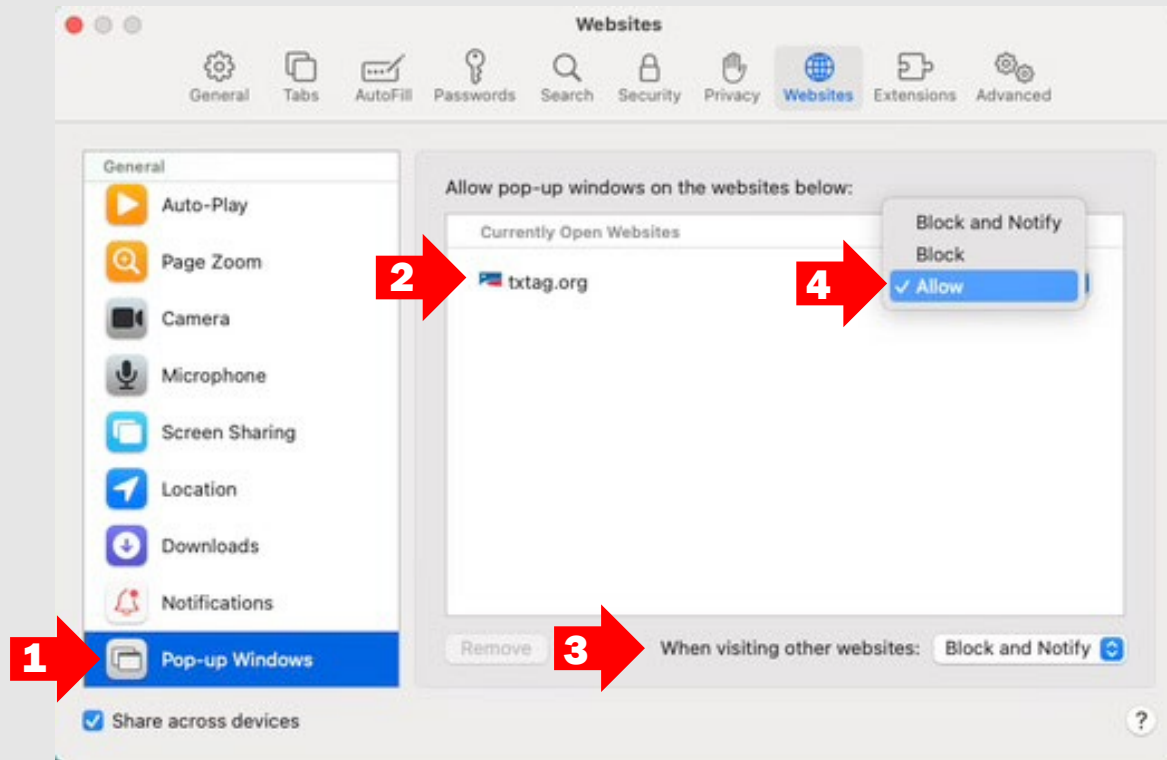 Websites
General Tabs AutoFill Passwords Search Security Privacy Websites Extensions Advanced
General
Auto-Play
Page Zoom
Camera
Microphone
Screen Sharing
Location
Downloads
Notifications
1 Pop-up Windows
Share across devices
Allow pop-up windows on the websites below:
Currently Open Websites
2 txtag.org
Block and Notify
Block
4 ✓ Allow
Remove 3 When visiting other websites: Block and Notify
?